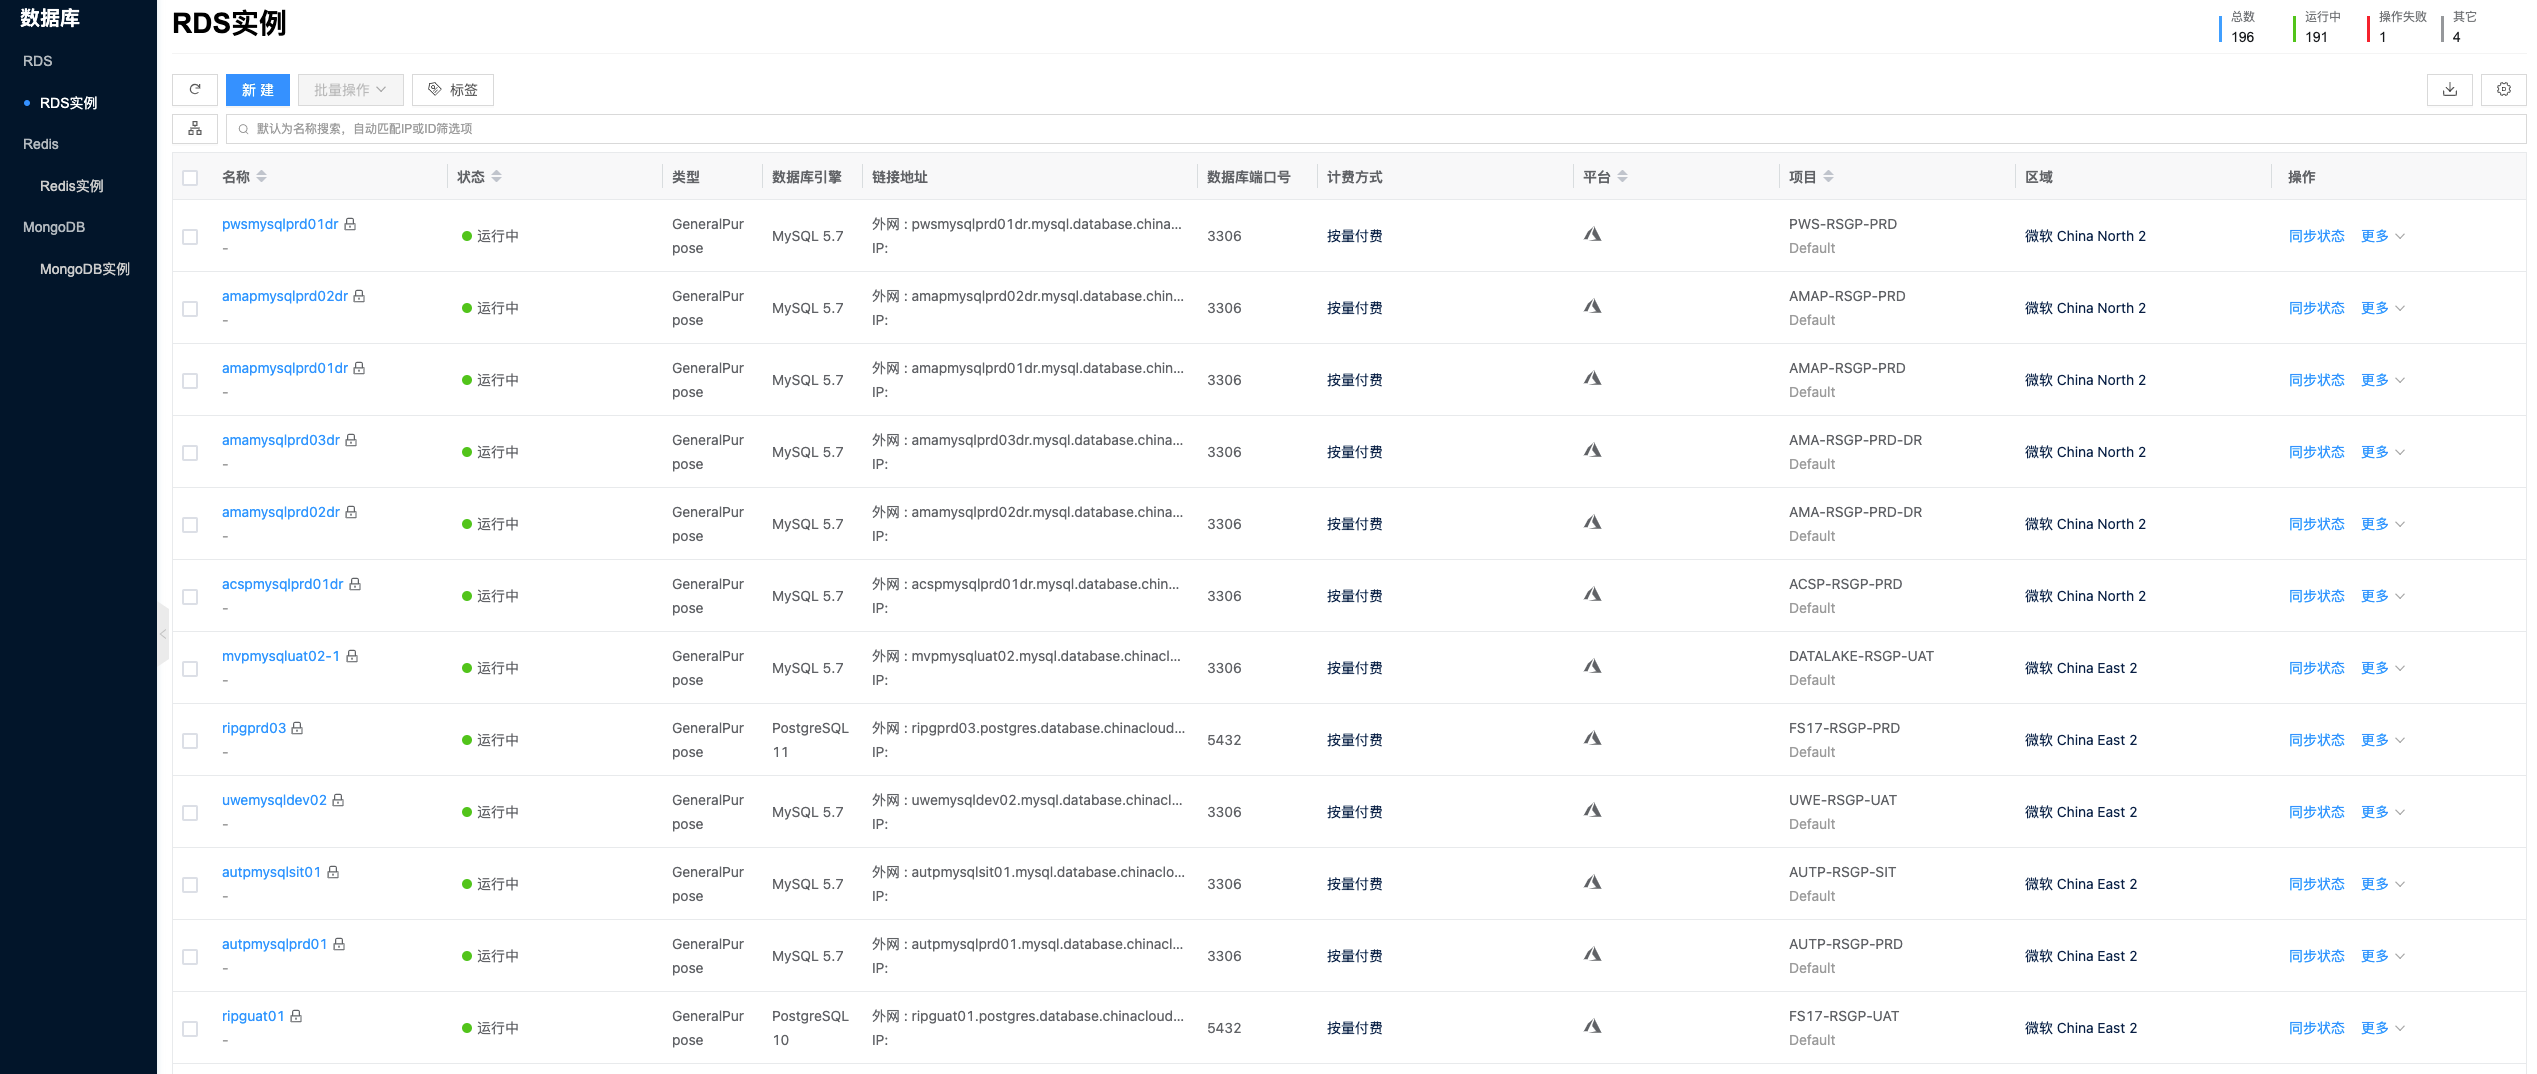 数据库
RDS
RDS实例
Redis
Redis实例
MongoDB
MongoDB实例
RDS实例
总数 运行中 操作失败 其它
196 191 1 4
新 建 批量操作 标签
默认为名称搜索，自动匹配IP或ID筛选项
名称 状态 类型 数据库引擎 链接地址 数据库端口号 计费方式 平台 项目 区域 操作
pwsmysqlprd01dr 运行中 GeneralPurpose MySQL 5.7 外网 : pwsmysqlprd01dr.mysql.database.china... 3306 按量付费 PWS-RSGP-PRD 微软 China North 2 同步状态 更多
- IP: Default
amapmysqlprd02dr 运行中 GeneralPurpose MySQL 5.7 外网 : amapmysqlprd02dr.mysql.database.chin... 3306 按量付费 AMAP-RSGP-PRD 微软 China North 2 同步状态 更多
- IP: Default
amapmysqlprd01dr 运行中 GeneralPurpose MySQL 5.7 外网 : amapmysqlprd01dr.mysql.database.chin... 3306 按量付费 AMAP-RSGP-PRD 微软 China North 2 同步状态 更多
- IP: Default
amamysqlprd03dr 运行中 GeneralPurpose MySQL 5.7 外网 : amamysqlprd03dr.mysql.database.china... 3306 按量付费 AMA-RSGP-PRD-DR 微软 China North 2 同步状态 更多
- IP: Default
amamysqlprd02dr 运行中 GeneralPurpose MySQL 5.7 外网 : amamysqlprd02dr.mysql.database.china... 3306 按量付费 AMA-RSGP-PRD-DR 微软 China North 2 同步状态 更多
- IP: Default
acspmysqlprd01dr 运行中 GeneralPurpose MySQL 5.7 外网 : acspmysqlprd01dr.mysql.database.chin... 3306 按量付费 ACSP-RSGP-PRD 微软 China North 2 同步状态 更多
- IP: Default
mvpmysqluat02-1 运行中 GeneralPurpose MySQL 5.7 外网 : mvpmysqluat02.mysql.database.chinacl... 3306 按量付费 DATALAKE-RSGP-UAT 微软 China East 2 同步状态 更多
- IP: Default
ripgprd03 运行中 GeneralPurpose PostgreSQL 11 外网 : ripgprd03.postgres.database.chinacloud... 5432 按量付费 FS17-RSGP-PRD 微软 China East 2 同步状态 更多
- IP: Default
uwemysqldev02 运行中 GeneralPurpose MySQL 5.7 外网 : uwemysqldev02.mysql.database.chinacl... 3306 按量付费 UWE-RSGP-UAT 微软 China East 2 同步状态 更多
- IP: Default
autpmysqlsit01 运行中 GeneralPurpose MySQL 5.7 外网 : autpmysqlsit01.mysql.database.chinaclo... 3306 按量付费 AUTP-RSGP-SIT 微软 China East 2 同步状态 更多
- IP: Default
autpmysqlprd01 运行中 GeneralPurpose MySQL 5.7 外网 : autpmysqlprd01.mysql.database.chinacl... 3306 按量付费 AUTP-RSGP-PRD 微软 China East 2 同步状态 更多
- IP: Default
ripguat01 运行中 GeneralPurpose PostgreSQL 10 外网 : ripguat01.postgres.database.chinacloud... 5432 按量付费 FS17-RSGP-UAT 微软 China East 2 同步状态 更多
- IP: Default